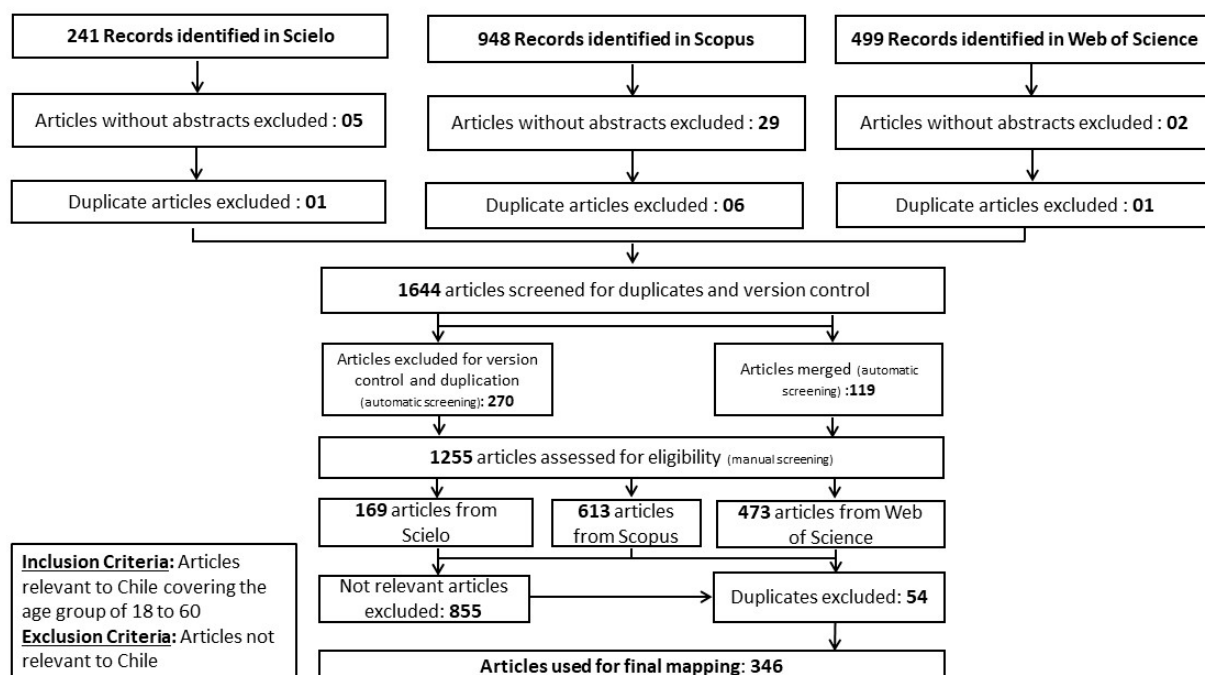 241 Records identified in Scielo
948 Records identified in Scopus
499 Records identified in Web of Science
Articles without abstracts excluded : 05
Articles without abstracts excluded : 29
Articles without abstracts excluded : 02
Duplicate articles excluded : 01
Duplicate articles excluded : 06
Duplicate articles excluded : 01
1644 articles screened for duplicates and version control
Articles excluded for version
control and duplication
(automatic screening): 270
Articles merged (automatic
screening) :119
1255 articles assessed for eligibility (manual screening)
169 articles from
Scielo
613 articles
from Scopus
473 articles from Web
of Science
Not relevant articles
excluded: 855
Duplicates excluded: 54
Inclusion Criteria: Articles
relevant to Chile covering the
age group of 18 to 60
Exclusion Criteria: Articles not
relevant to Chile
Articles used for final mapping: 346